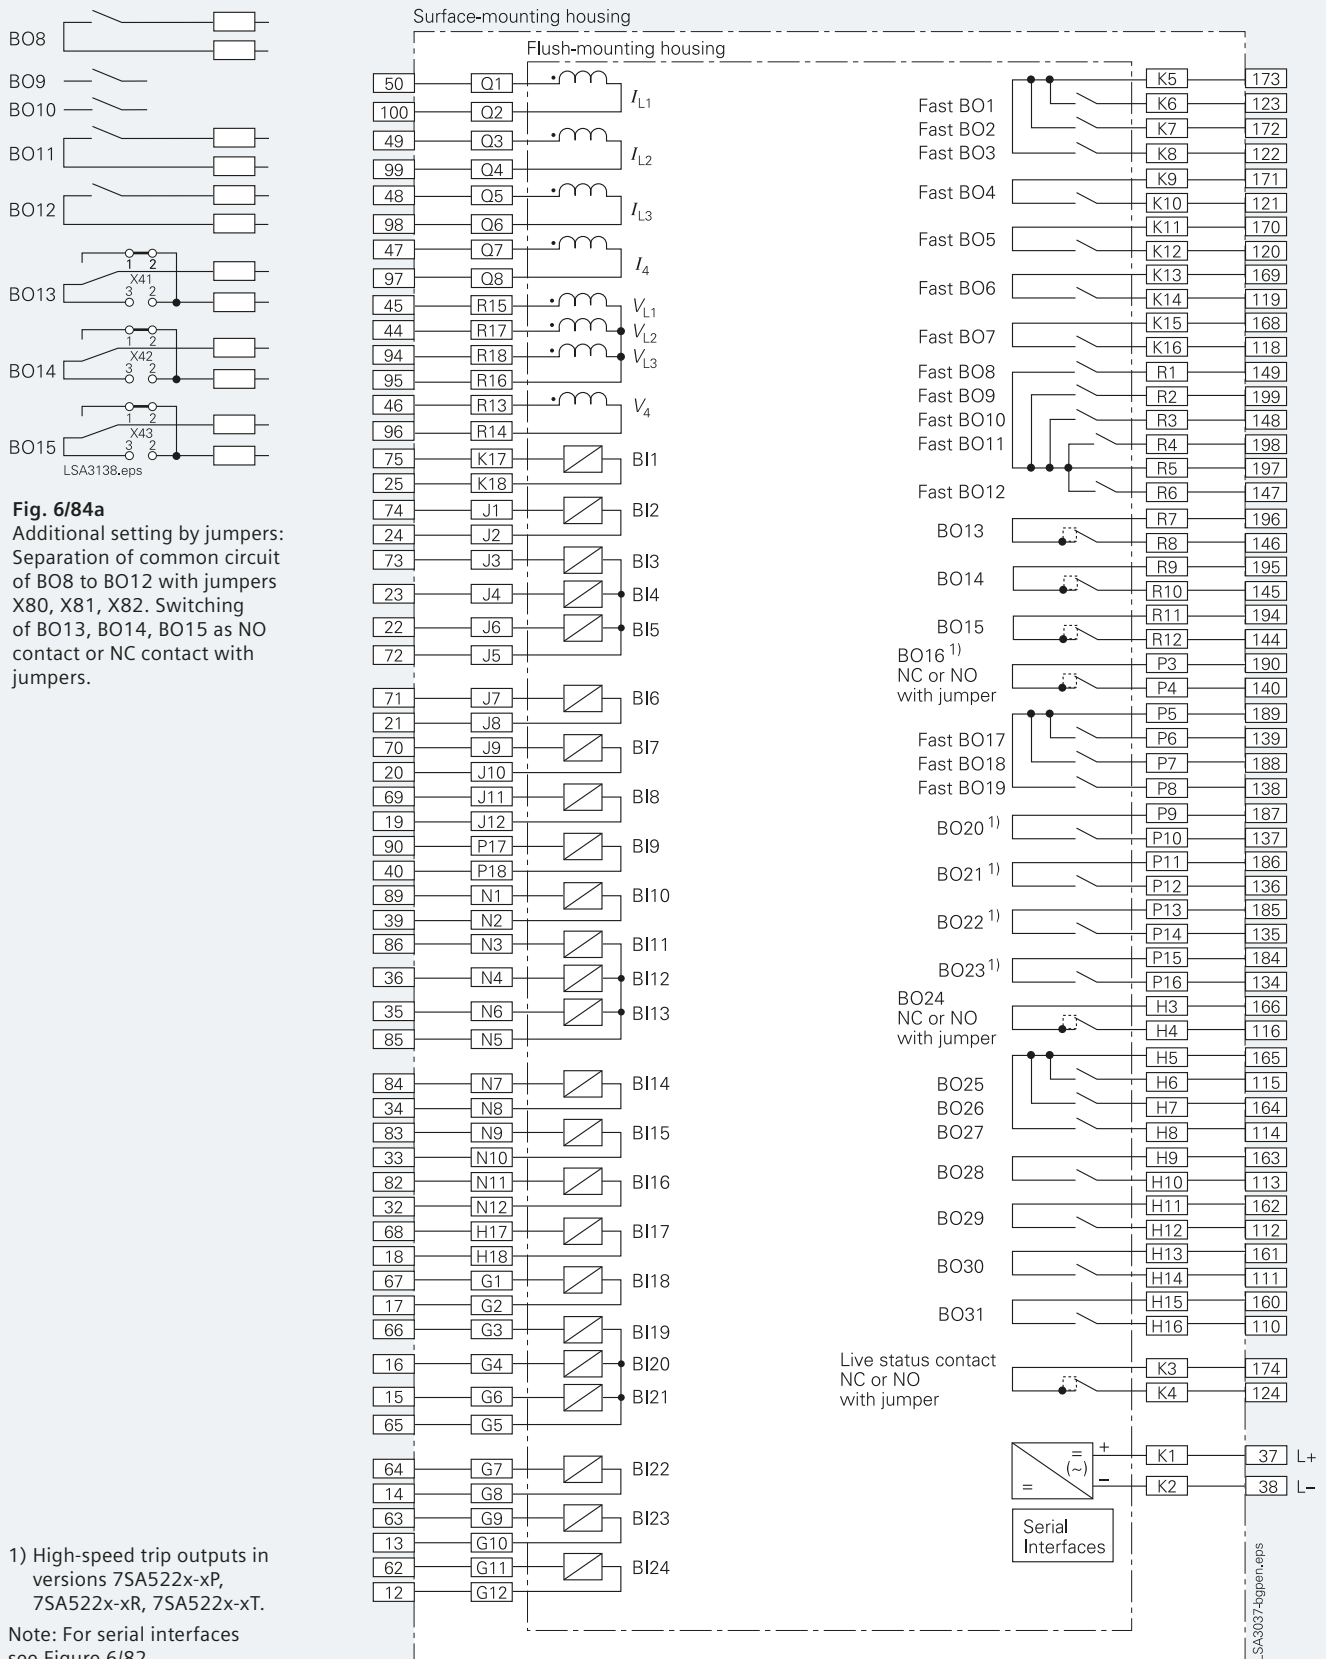 Surface-mounting housing
Flush-mounting housing
BO8
BO9
BO10
BO11
BO12
1 2
X41
3 2
BO13
1 2
X42
3 2
BO14
1 2
X43
3 2
BO15
LSA3138.eps
Fig. 6/84a
Additional setting by jumpers:
Separation of common circuit
of BO8 to BO12 with jumpers
X80, X81, X82. Switching
of BO13, BO14, BO15 as NO
contact or NC contact with
jumpers.
50 Q1
IL1
100 Q2
49 Q3
IL2
99 Q4
48 Q5
IL3
98 Q6
47 Q7
I4
97 Q8
45 R15 VL1
44 R17 VL2
94 R18 VL3
95 R16
46 R13 V4
96 R14
75 K17 BI1
25 K18
74 J1 BI2
24 J2
73 J3 BI3
23 J4 BI4
22 J6 BI5
72 J5
71 J7 BI6
21 J8
70 J9 BI7
20 J10
69 J11 BI8
19 J12
90 P17 BI9
40 P18
89 N1 BI10
39 N2
86 N3 BI11
36 N4 BI12
35 N6 BI13
85 N5
84 N7 BI14
34 N8
83 N9 BI15
33 N10
82 N11 BI16
32 N12
68 H17 BI17
18 H18
67 G1 BI18
17 G2
66 G3 BI19
16 G4 BI20
15 G6 BI21
65 G5
64 G7 BI22
14 G8
63 G9 BI23
13 G10
62 G11 BI24
12 G12
K5 173
Fast BO1 K6 123
Fast BO2 K7 172
Fast BO3 K8 122
K9 171
Fast BO4
K10 121
K11 170
Fast BO5
K12 120
K13 169
Fast BO6
K14 119
K15 168
Fast BO7
K16 118
Fast BO8 R1 149
Fast BO9 R2 199
Fast BO10 R3 148
Fast BO11 R4 198
R5 197
Fast BO12 R6 147
R7 196
BO13
R8 146
R9 195
BO14
R10 145
R11 194
BO15
R12 144
BO16 1)
NC or NO
with jumper
P3 190
P4 140
P5 189
Fast BO17 P6 139
Fast BO18 P7 188
Fast BO19 P8 138
P9 187
BO20 1)
P10 137
P11 186
BO21 1)
P12 136
P13 185
BO22 1)
P14 135
P15 184
BO23 1)
P16 134
BO24
NC or NO
with jumper
H3 166
H4 116
H5 165
BO25 H6 115
BO26 H7 164
BO27 H8 114
H9 163
BO28
H10 113
H11 162
BO29
H12 112
H13 161
BO30
H14 111
H15 160
BO31
H16 110
Live status contact
NC or NO
with jumper
K3 174
K4 124
= (~) =
+ K1 37 L+
– K2 38 L–
Serial
Interfaces
LSA3037-bgpen.eps
1) High-speed trip outputs in
versions 7SA522x-xP,
7SA522x-xR, 7SA522x-xT.
Note: For serial interfaces
see Figure 6/82